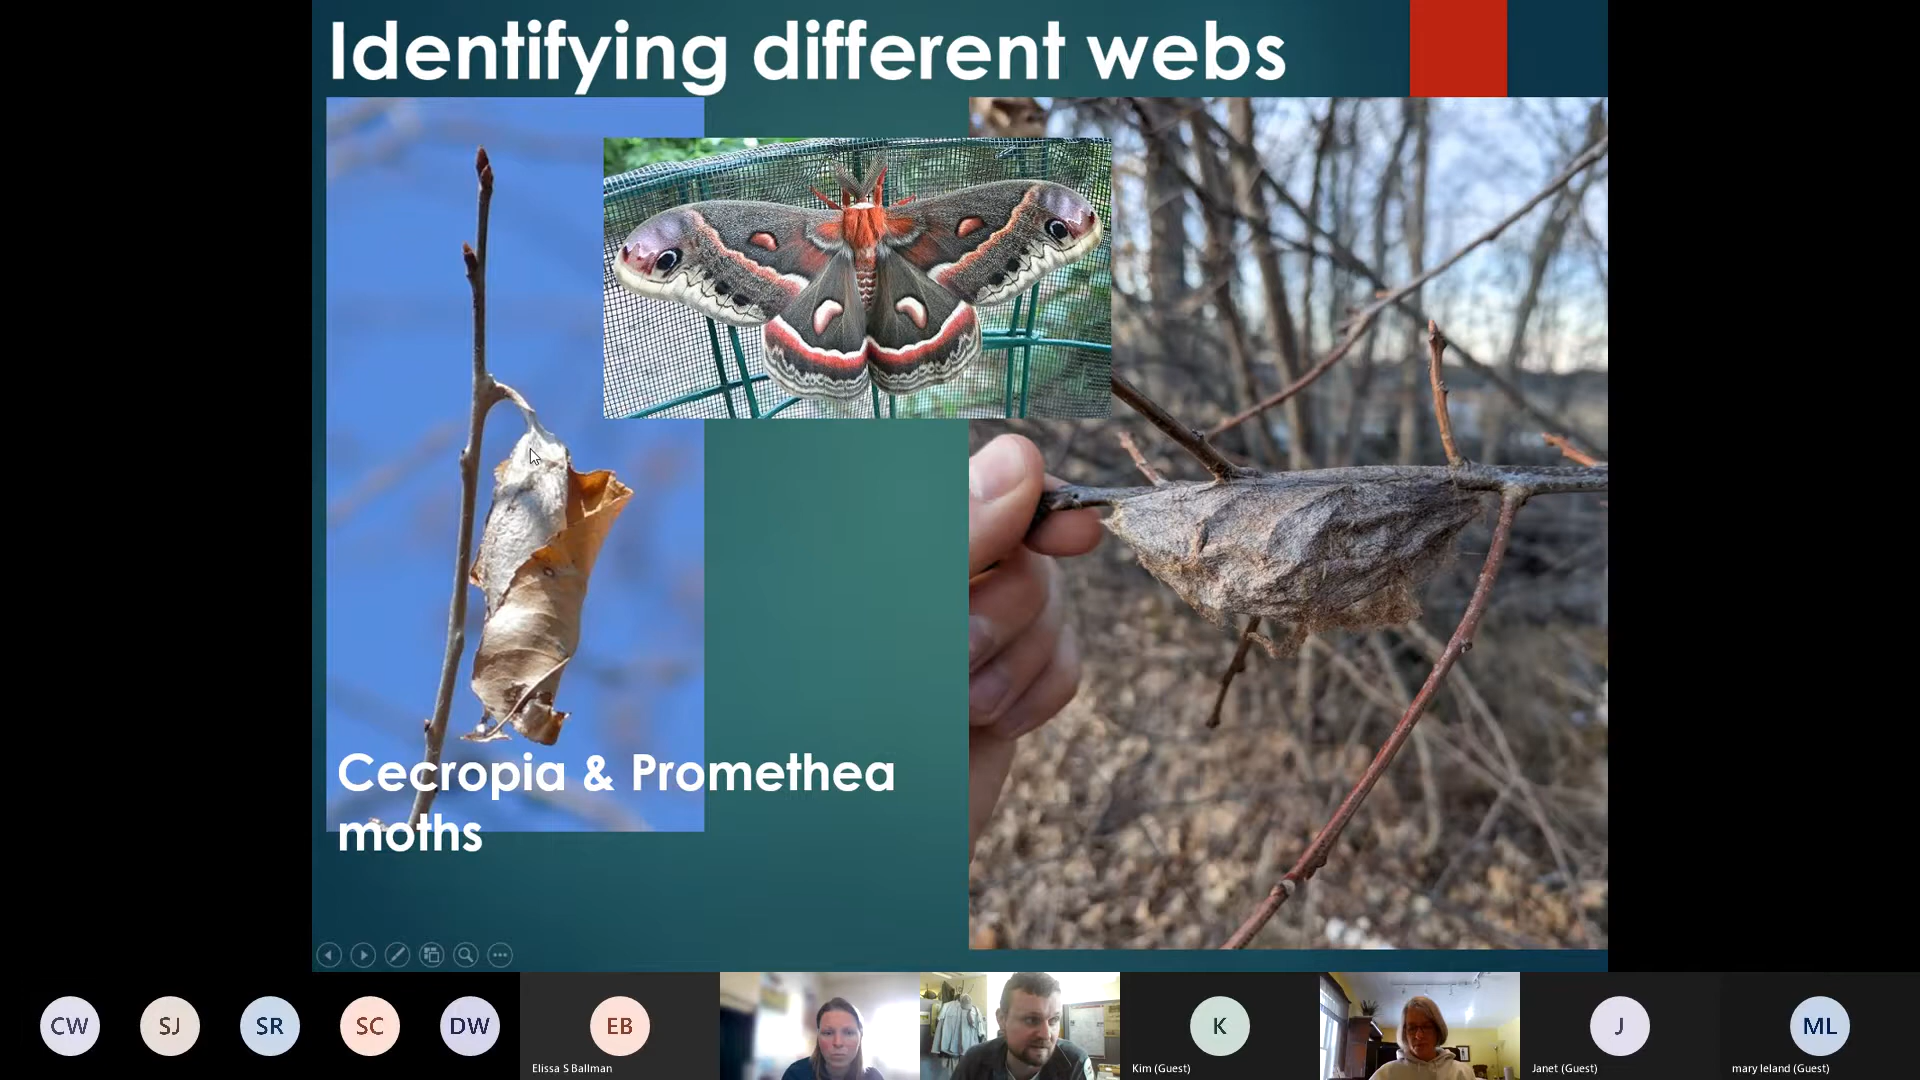 Identifying different webs
Cecropia & Promethea
moths
CW
SJ
SR
SC
DW
EB
Elissa S Ballman
K
Kim (Guest)
J
Janet (Guest)
ML
mary leland (Guest)